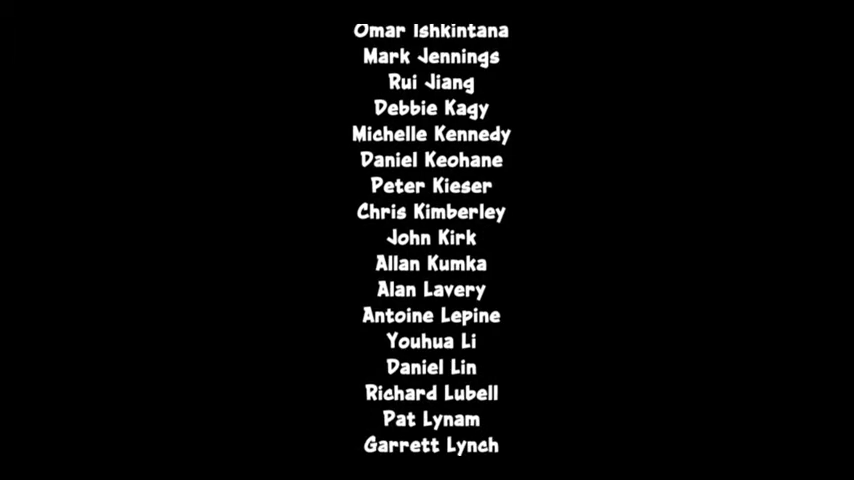 Omar Ishkintana
Mark Jennings
Rui Jiang
Debbie Kagy
Michelle Kennedy
Daniel Keohane
Peter Kieser
Chris Kimberley
John Kirk
Allan Kumka
Alan Lavery
Antoine Lepine
Youhua Li
Daniel Lin
Richard Lubell
Pat Lynam
Garrett Lynch